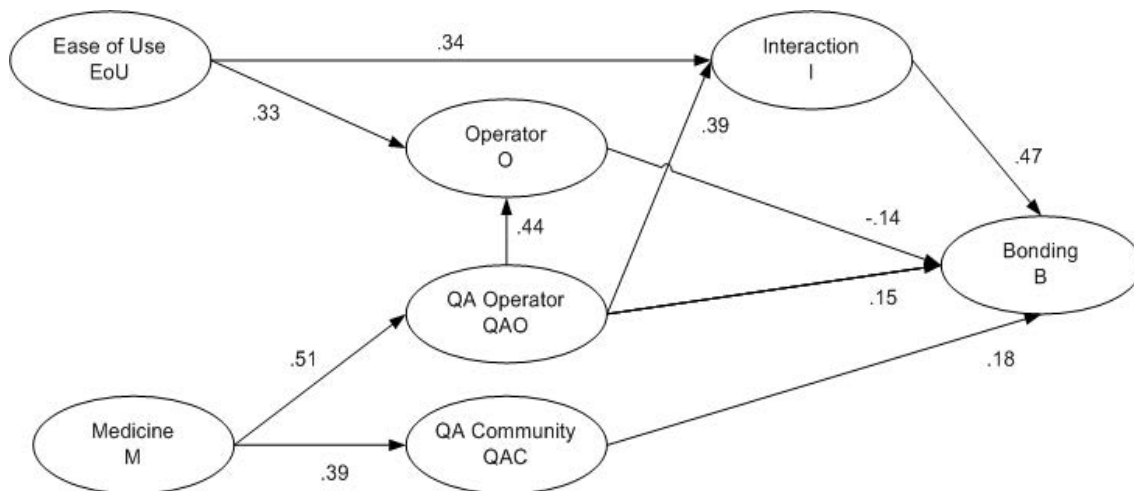 Ease of Use
EoU
.34
Interaction
I
.33
Operator
O
.39
.47
.44
-.14
Bonding
B
QA Operator
QAO
.15
.51
.18
Medicine
M
QA Community
QAC
.39